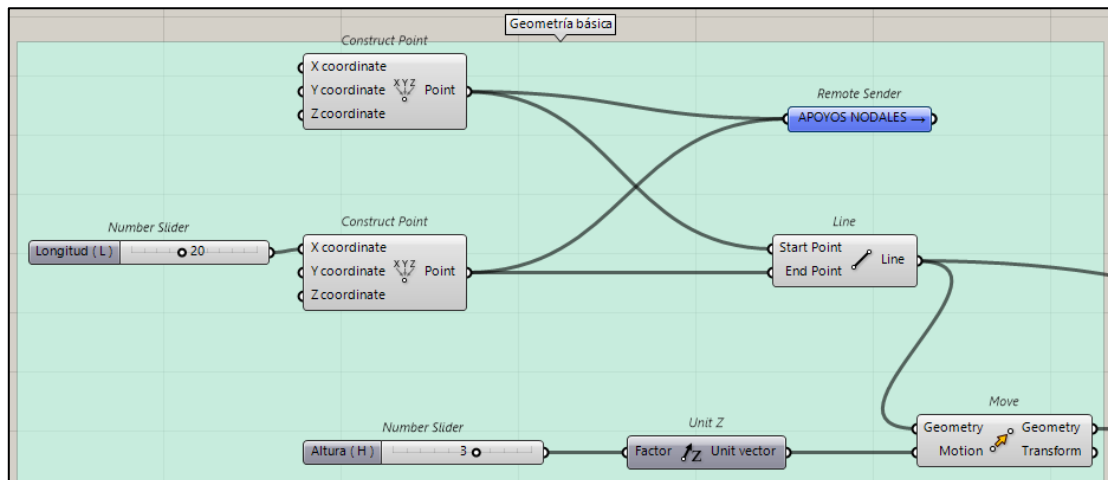 Geometría básica
Construct Point
X coordinate
Y coordinate
Z coordinate
XYZ
Point
Remote Sender
APOYOS NODALES →
Number Slider
Longitud ( L )
20
Construct Point
X coordinate
Y coordinate
Z coordinate
XYZ
Point
Line
Start Point
End Point
Line
Number Slider
Altura ( H )
3
Unit Z
Factor
Z
Unit vector
Move
Geometry
Motion
Geometry
Transform